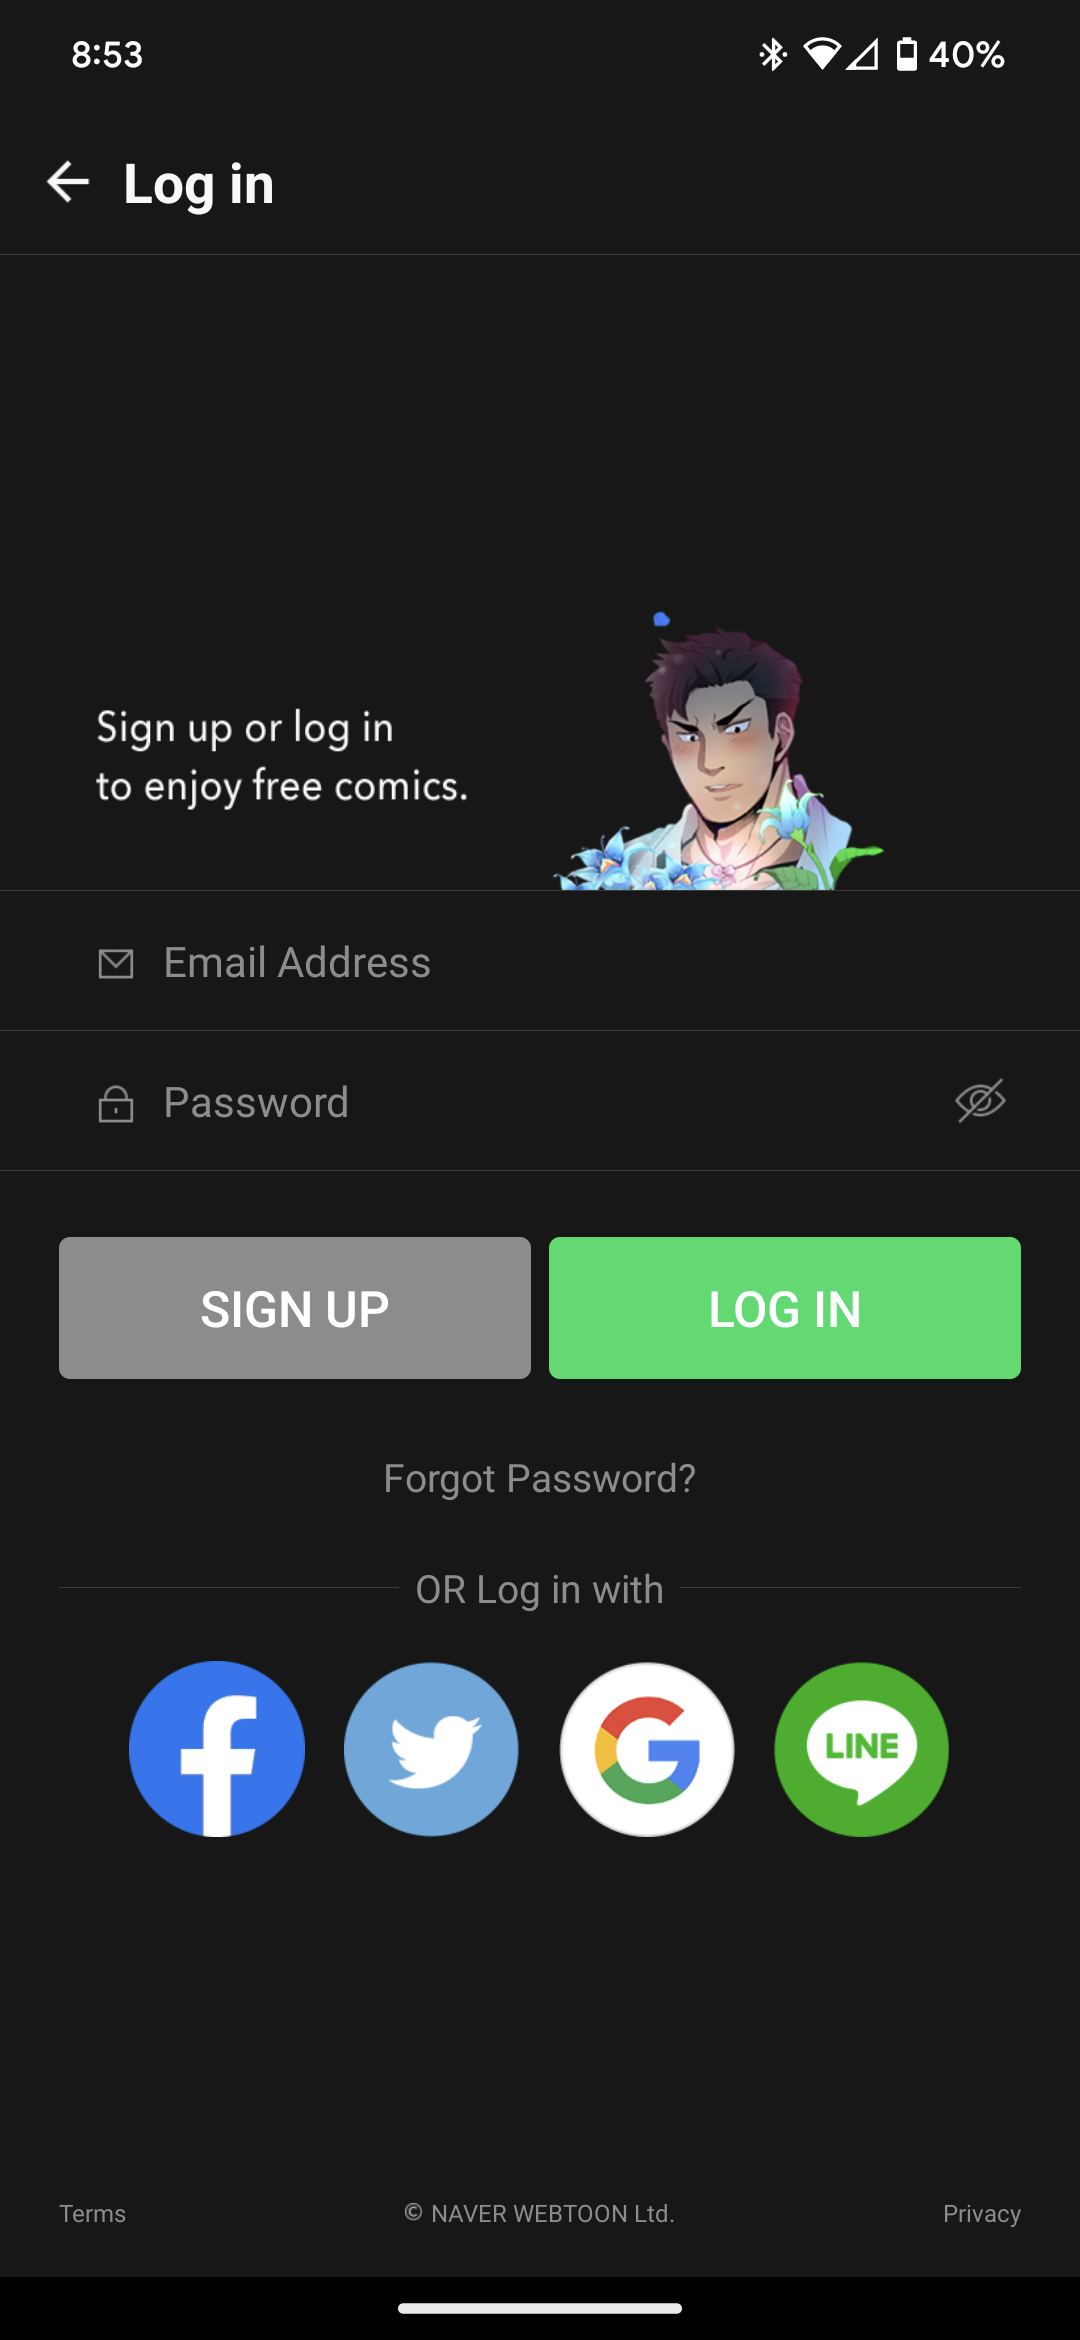 8:53
40%
Log in
Sign up or log in
to enjoy free comics.
Email Address
Password
SIGN UP
LOG IN
Forgot Password?
OR Log in with
LINE
Terms
© NAVER WEBTOON Ltd.
Privacy